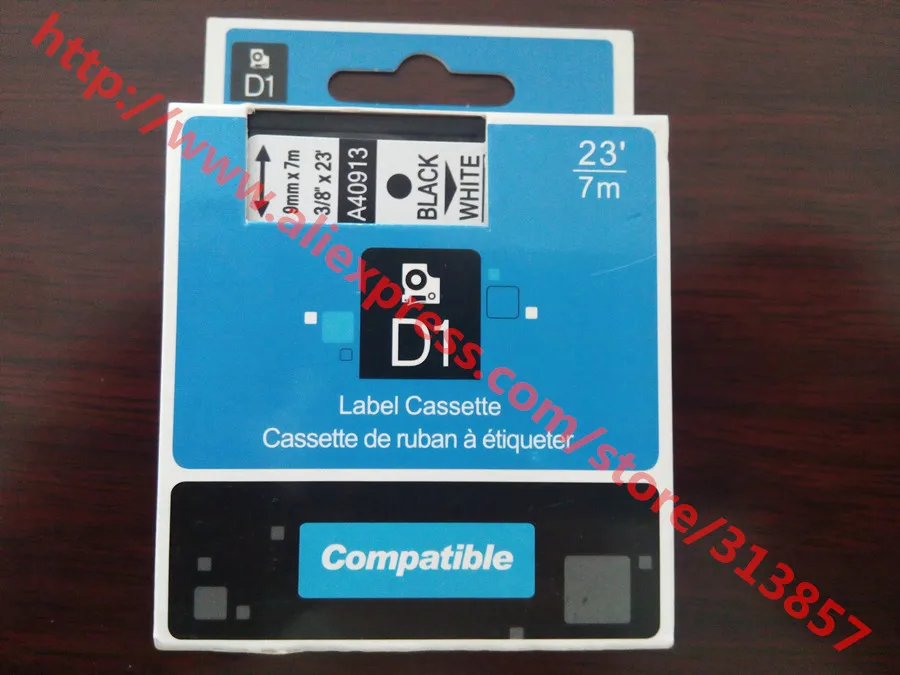 D1
9mm x 7m
3/8" x 23'
A40913
BLACK
WHITE
23'
7m
D1
Label Cassette
Cassette de ruban à étiqueter
Compatible
http://www.aliexpress.com/store/313857